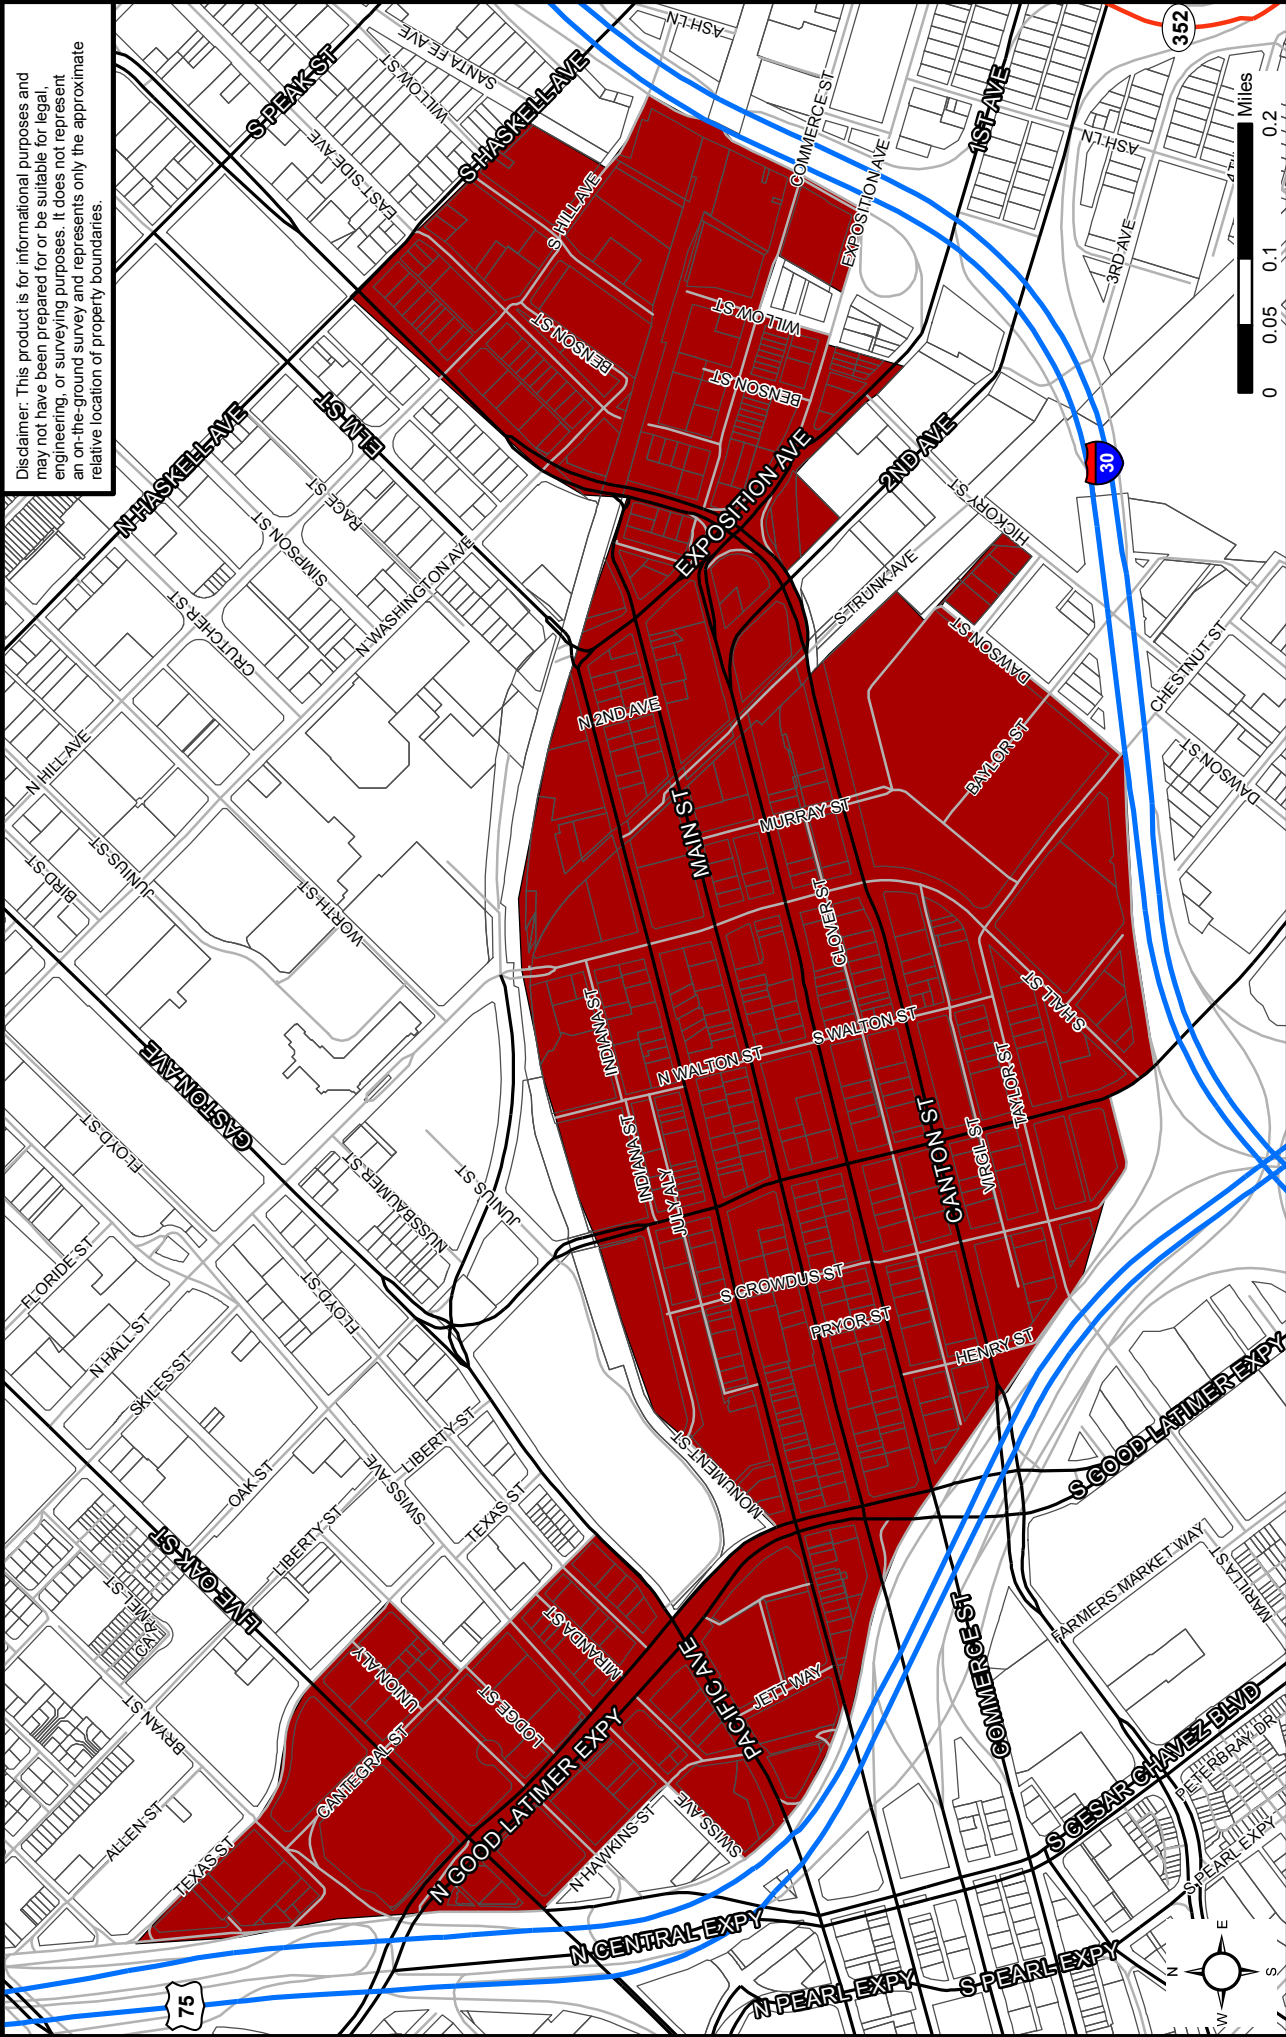 Disclaimer: This product is for informational purposes and
may not have been prepared for or be suitable for legal,
engineering, or surveying purposes. It does not represent
an on-the-ground survey and represents only the approximate
relative location of property boundaries.
S PEAK ST
SANTA FE AVE
WILLOW ST
EAST SIDE AVE
S HASKELL AVE
ASH LN
352
COMMERCE ST
EXPOSITION AVE
1ST AVE
ASH LN
3RD AVE
Miles
0
0.05
0.1
0.2
S HILL AVE
BENSON ST
WILLOW ST
BENSON ST
N HASKELL AVE
ELM ST
RACE ST
SIMPSON ST
CRUTCHER ST
N WASHINGTON AVE
EXPOSITION AVE
2ND AVE
HICKORY ST
S TRUNK AVE
30
DAWSON ST
CHESTNUT ST
DAWSON ST
BAYLOR ST
N HILL AVE
BIRD ST
JUNIUS ST
WORTH ST
N 2ND AVE
MAIN ST
MURRAY ST
CLOVER ST
GASTON AVE
FLOYD ST
INDIANA ST
N WALTON ST
S WALTON ST
S HALL ST
TAYLOR ST
VIRGIL ST
CANTON ST
NUSSBAUMER ST
JUNIUS ST
INDIANA ST
JULY ALY
FLORIDE ST
N HALL ST
SKILES ST
FLOYD ST
S CROWDUS ST
PRYOR ST
HENRY ST
OAK ST
SWISS AVE
LIBERTY ST
LIBERTY ST
TEXAS ST
MONUMENT ST
S GOOD LATIMER EXPY
LIVE OAK ST
CARMEL ST
BRYAN ST
ALLEN ST
TEXAS ST
UNION ALY
CANTEGRAL ST
LODGE ST
MIRANDA ST
N GOOD LATIMER EXPY
PACIFIC AVE
JETT WAY
SWISS AVE
N HAWKINS ST
COMMERCE ST
FARMERS MARKET WAY
MARILLA ST
S CESAR CHAVEZ BLVD
PETERBRAY DR
S PEARL EXPY
N CENTRAL EXPY
N PEARL EXPY
S PEARL EXPY
75
N
W
E
S